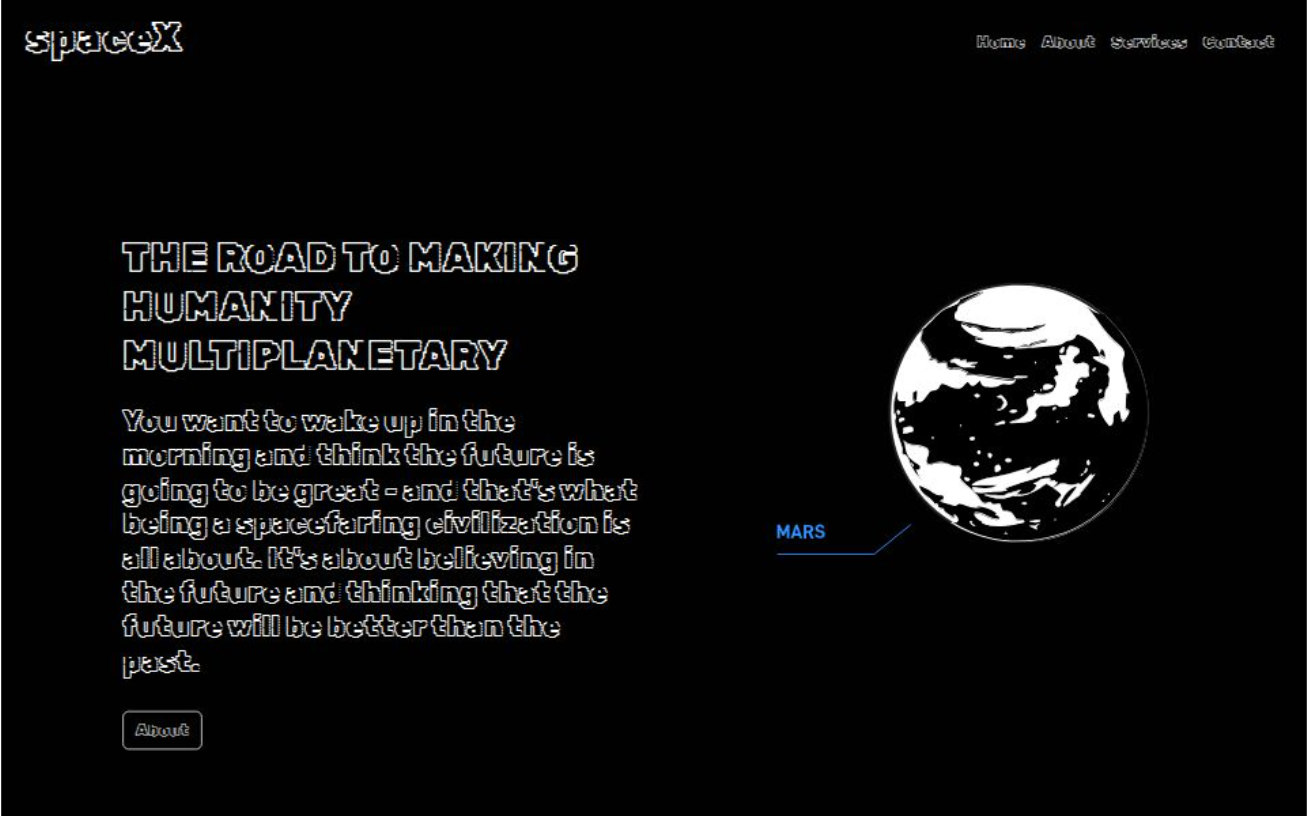 spaceX
Home About Services Contact
THE ROAD TO MAKING
HUMANITY
MULTIPLANETARY
You want to wake up in the
morning and think the future is
going to be great - and that's what
being a spacefaring civilization is
all about. It's about believing in
the future and thinking that the
future will be better than the
past.
MARS
About